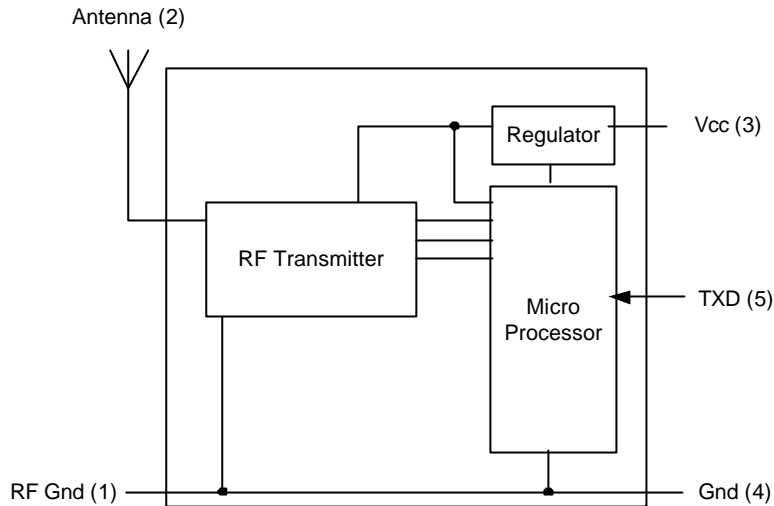 Antenna (2)
Regulator
Vcc (3)
RF Transmitter
TXD (5)
Micro
Processor
RF Gnd (1)
Gnd (4)